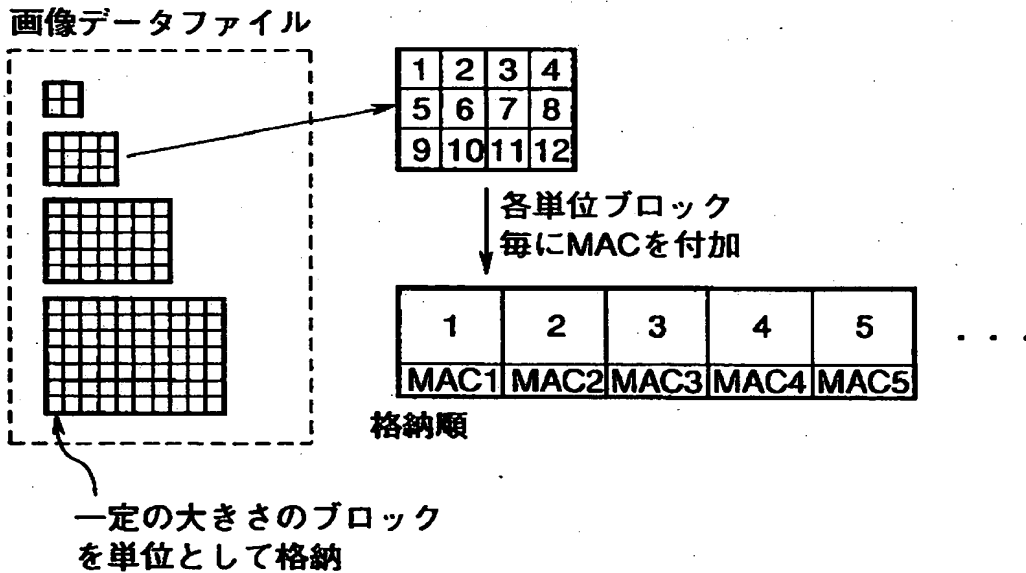 画像データファイル
1 2 3 4
5 6 7 8
9 10 11 12
各単位ブロック
毎にMACを付加
1 2 3 4 5 ・・・
MAC1 MAC2 MAC3 MAC4 MAC5
格納順
一定の大きさのブロック
を単位として格納